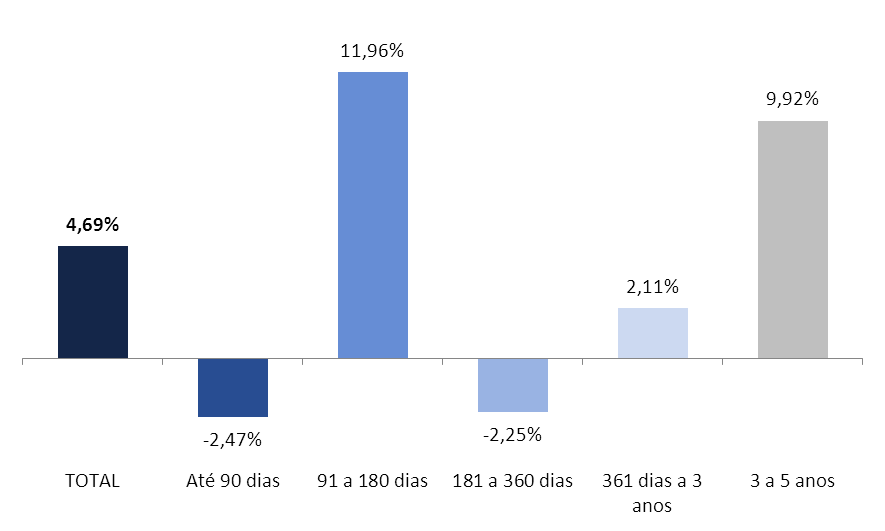 11,96%
9,92%
4,69%
2,11%
-2,47%
-2,25%
TOTAL
Até 90 dias
91 a 180 dias
181 a 360 dias
361 dias a 3
anos
3 a 5 anos